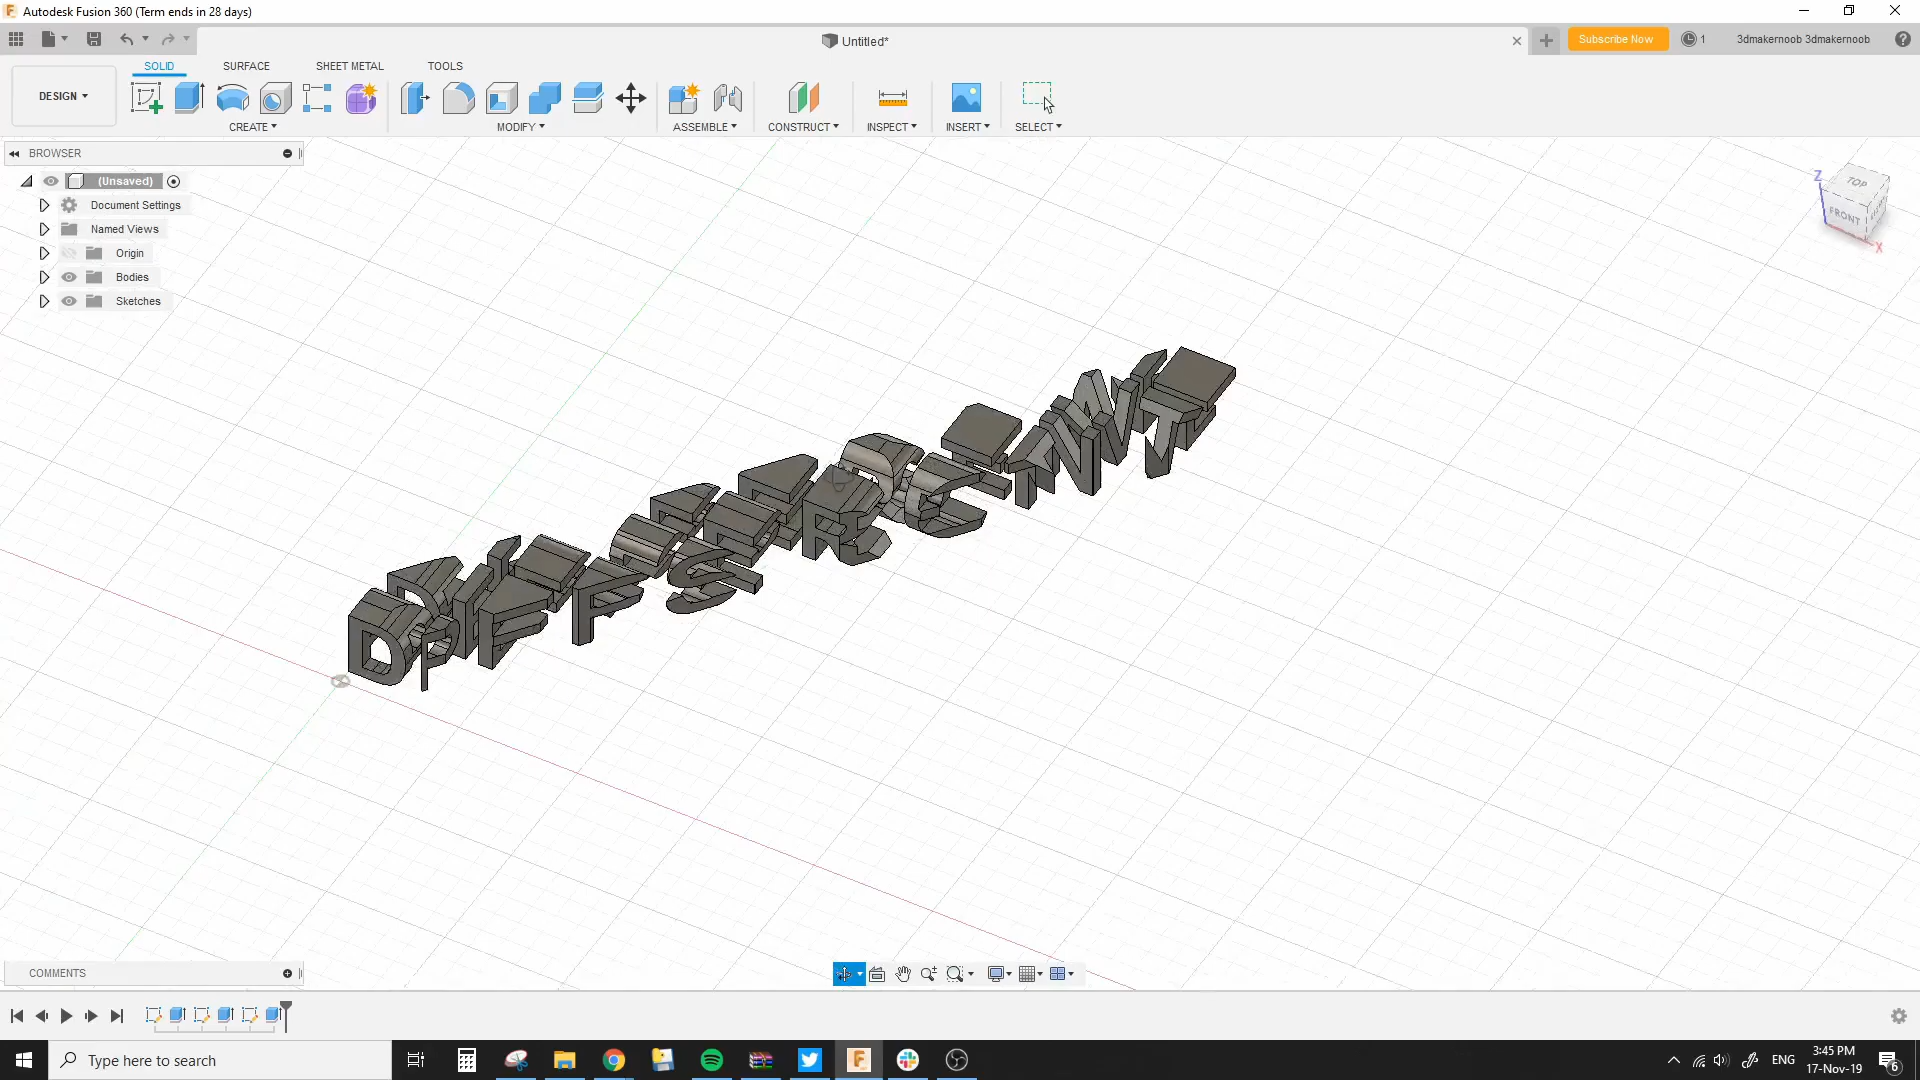 Autodesk Fusion 360 (Term ends in 28 days)
Untitled*
Subscribe Now
1
3dmakernoob 3dmakernoob
SOLID
SURFACE
SHEET METAL
TOOLS
DESIGN
CREATE
MODIFY
ASSEMBLE
CONSTRUCT
INSPECT
INSERT
SELECT
BROWSER
(Unsaved)
Document Settings
Named Views
Origin
Bodies
Sketches
Z
TOP
FRONT
X
COMMENTS
Type here to search
ENG
3:45 PM
17-Nov-19
6